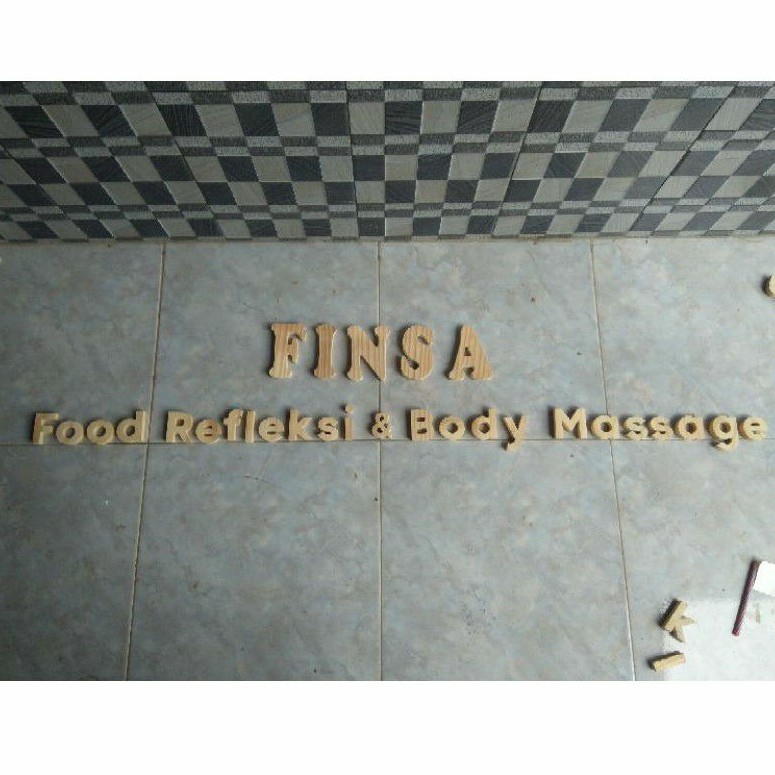 FINSA
Food Refleksi & Body Massage
K